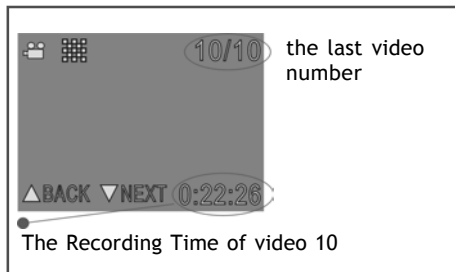 10/10
the last video
number
BACK NEXT 0:22:26
The Recording Time of video 10